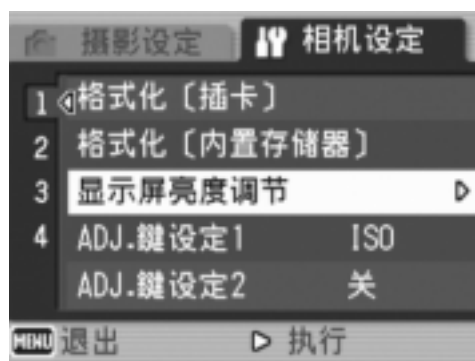 摄影设定 相机设定
1 格式化〔插卡〕
2 格式化〔内置存储器〕
3 显示屏亮度调节
4 ADJ.鍵设定1 ISO
ADJ.鍵设定2 关
MENU 退出 执行